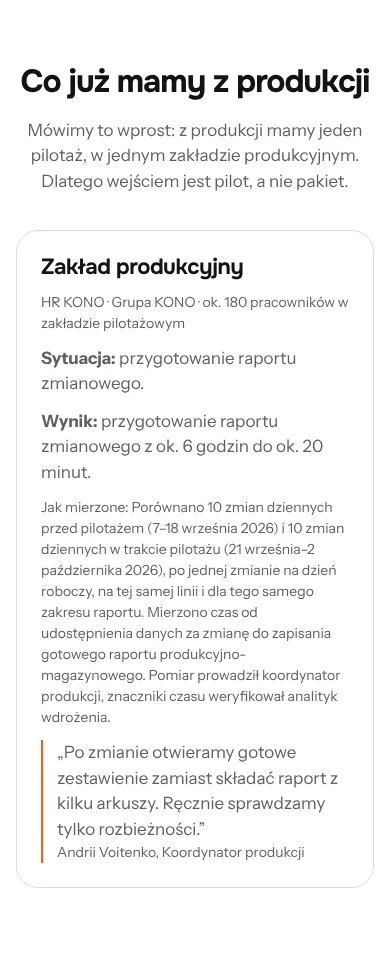 Co już mamy z produkcji
Mówimy to wprost: z produkcji mamy jeden
pilotaż, w jednym zakładzie produkcyjnym.
Dlatego wejściem jest pilot, a nie pakiet.
Zakład produkcyjny
HR KONO · Grupa KONO · ok. 180 pracowników w
zakładzie pilotażowym
Sytuacja: przygotowanie raportu
zmianowego.
Wynik: przygotowanie raportu
zmianowego z ok. 6 godzin do ok. 20
minut.
Jak mierzone: Porównano 10 zmian dziennych
przed pilotażem (7–18 września 2026) i 10 zmian
dziennych w trakcie pilotażu (21 września–2
października 2026), po jednej zmianie na dzień
roboczy, na tej samej linii i dla tego samego
zakresu raportu. Mierzono czas od
udostępnienia danych za zmianę do zapisania
gotowego raportu produkcyjno-
magazynowego. Pomiar prowadził koordynator
produkcji, znaczniki czasu weryfikował analityk
wdrożenia.
„Po zmianie otwieramy gotowe
zestawienie zamiast składać raport z
kilku arkuszy. Ręcznie sprawdzamy
tylko rozbieżności.”
Andrii Voitenko, Koordynator produkcji